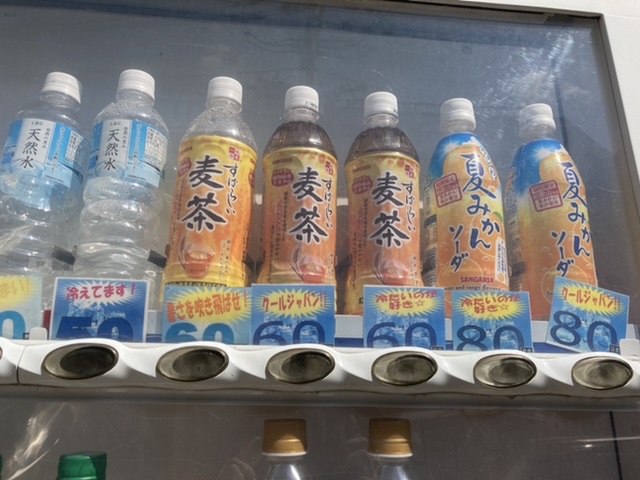 天然水
天然水
すばらしい
麦茶
すばらしい
麦茶
すばらしい
麦茶
夏みかん
ソーダ
SANGARIA
夏みかん
ソーダ
冷えてます!
50
暑さを吹き飛ばせ!
60
クールジャパン!!
60
冷たいのが
好き☆
60
冷たいのが
好き☆
80
クールジャパン!!
80